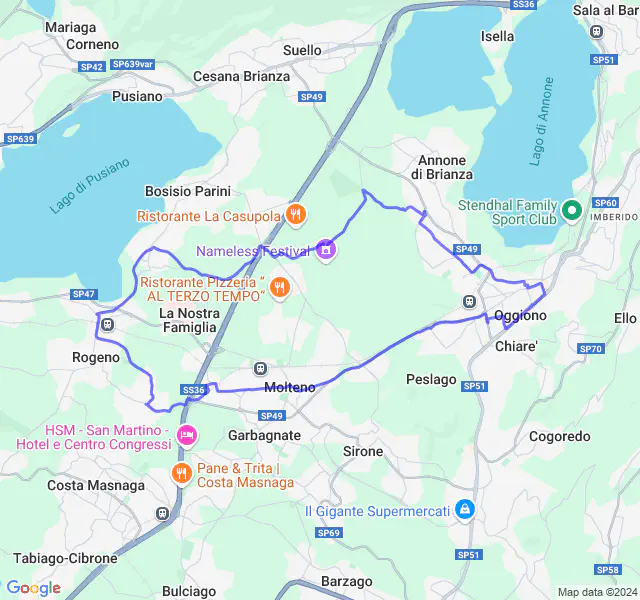 SS36
Sala al Bar
Mariaga
Corneno
Isella
Suello
SP639var
SP42
SP51
Cesana Brianza
Pusiano
SP49
SP639
Lago di Annone
Lago di Pusiano
Annone
di Brianza
Bosisio Parini
Stendhal Family
Sport Club
SP60
IMBERIDO
Ristorante La Casupola
Nameless Festival
SP49
Ristorante Pizzeria “
AL TERZO TEMPO”
SP47
La Nostra
Famiglia
Oggiono
Ello
Rogeno
Chiare'
SP70
SS36
Molteno
Peslago
SP51
SP49
HSM - San Martino -
Hotel e Centro Congressi
Garbagnate
Cogoredo
Sirone
Pane & Trita |
Costa Masnaga
Costa Masnaga
Il Gigante Supermercati
SP69
Tabiago-Cibrone
SP51
SP58
Barzago
Bulciago
Google
Map data ©2024